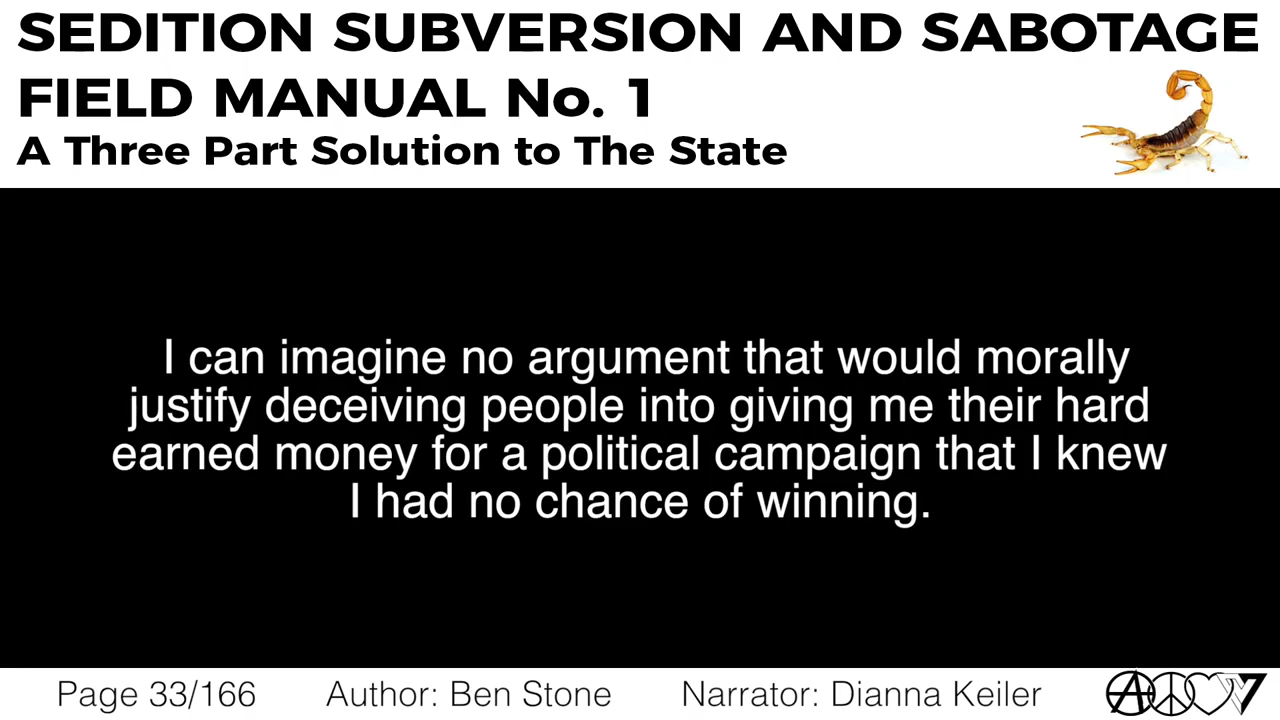 SEDITION SUBVERSION AND SABOTAGE
FIELD MANUAL No. 1
A Three Part Solution to The State
I can imagine no argument that would morally
justify deceiving people into giving me their hard
earned money for a political campaign that I knew
I had no chance of winning.
Page 33/166 Author: Ben Stone Narrator: Dianna Keiler